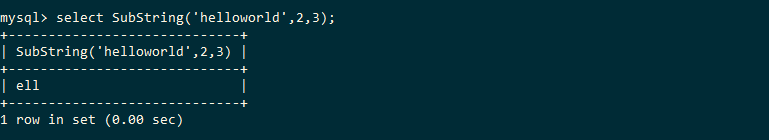 mysql> select SubString('helloworld',2,3);
+-----------------------------+
| SubString('helloworld',2,3) |
+-----------------------------+
| ell                         |
+-----------------------------+
1 row in set (0.00 sec)